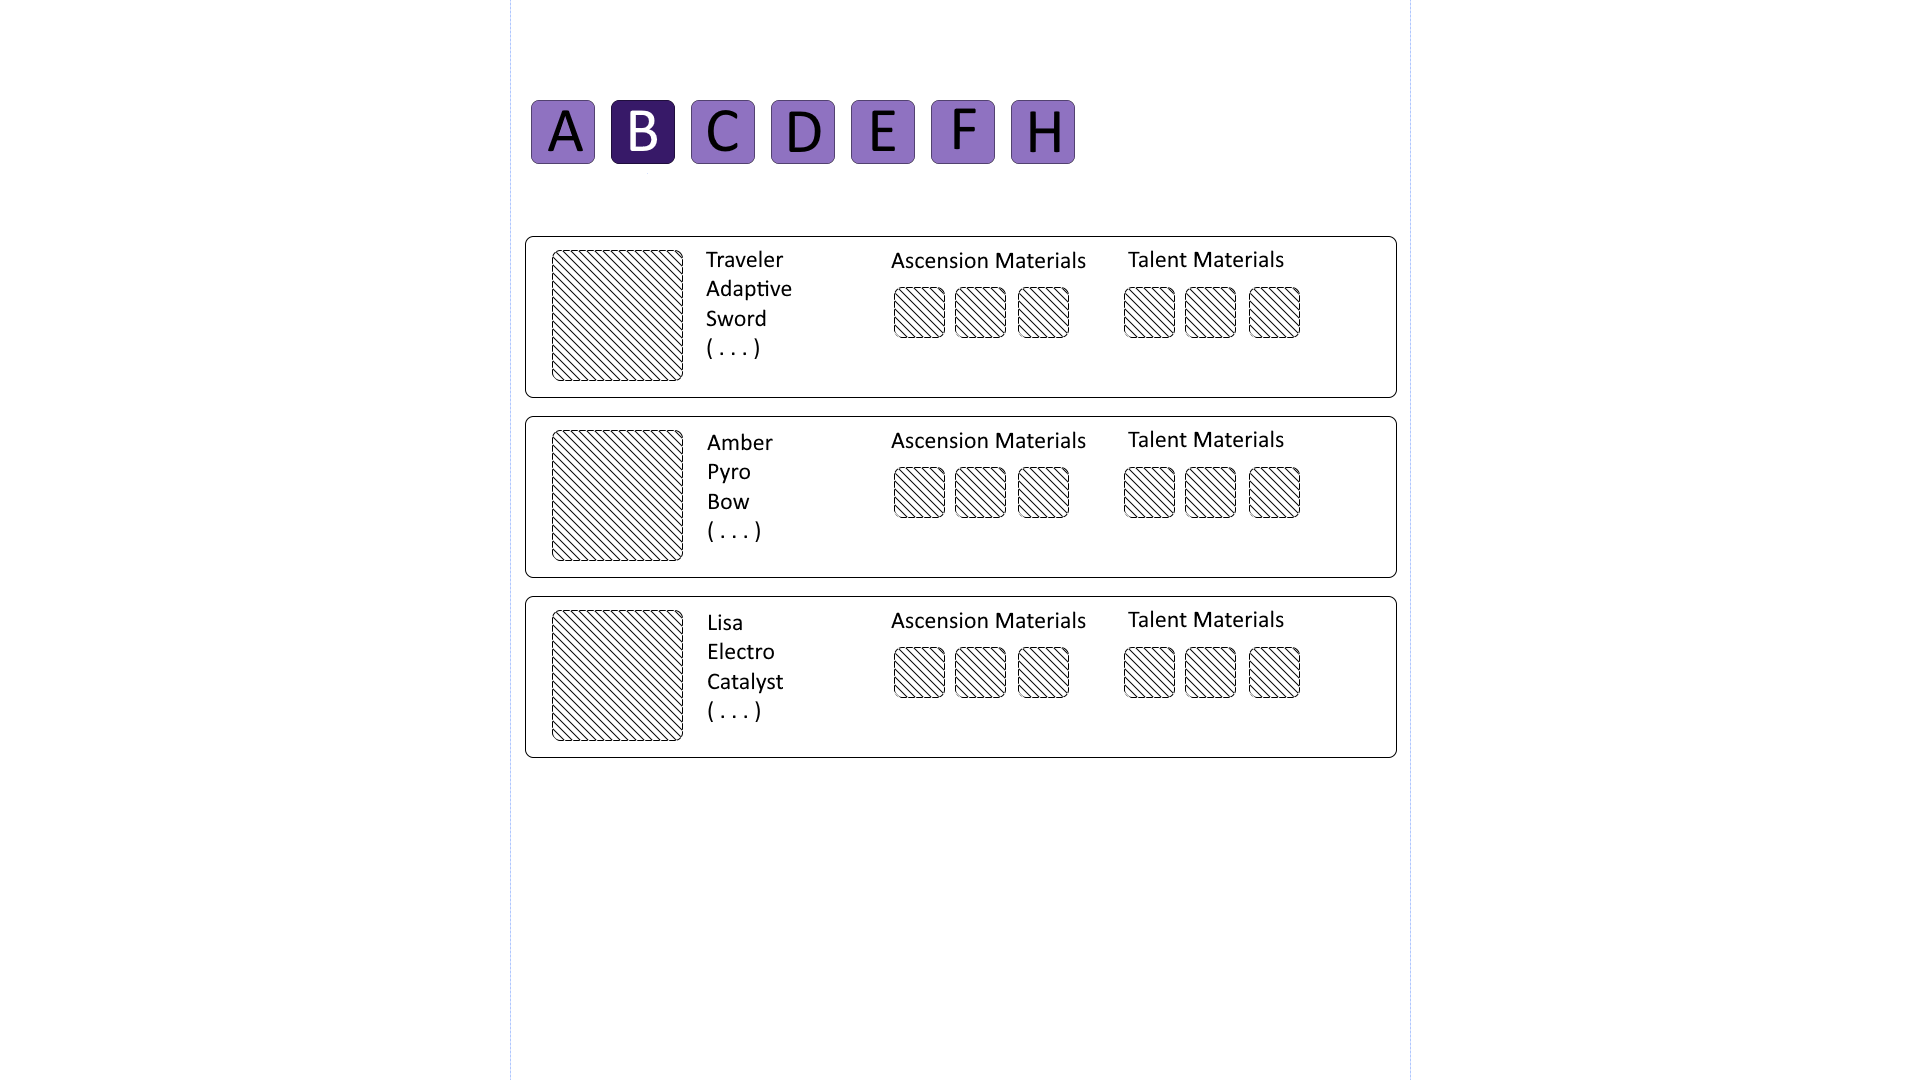 A B C D E F H
Traveler
Adaptive
Sword
( . . . )
Ascension Materials
Talent Materials
Amber
Pyro
Bow
( . . . )
Ascension Materials
Talent Materials
Lisa
Electro
Catalyst
( . . . )
Ascension Materials
Talent Materials